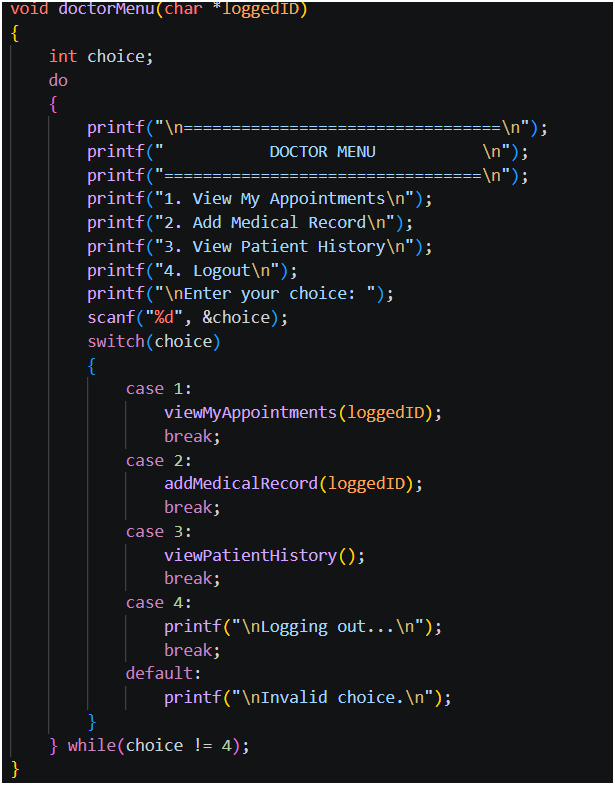 void doctorMenu(char *loggedID)
{
    int choice;
    do
    {
        printf("\n=================================\n");
        printf("           DOCTOR MENU           \n");
        printf("=================================\n");
        printf("1. View My Appointments\n");
        printf("2. Add Medical Record\n");
        printf("3. View Patient History\n");
        printf("4. Logout\n");
        printf("\nEnter your choice: ");
        scanf("%d", &choice);
        switch(choice)
        {
            case 1:
                viewMyAppointments(loggedID);
                break;
            case 2:
                addMedicalRecord(loggedID);
                break;
            case 3:
                viewPatientHistory();
                break;
            case 4:
                printf("\nLogging out...\n");
                break;
            default:
                printf("\nInvalid choice.\n");
        }
    } while(choice != 4);
}